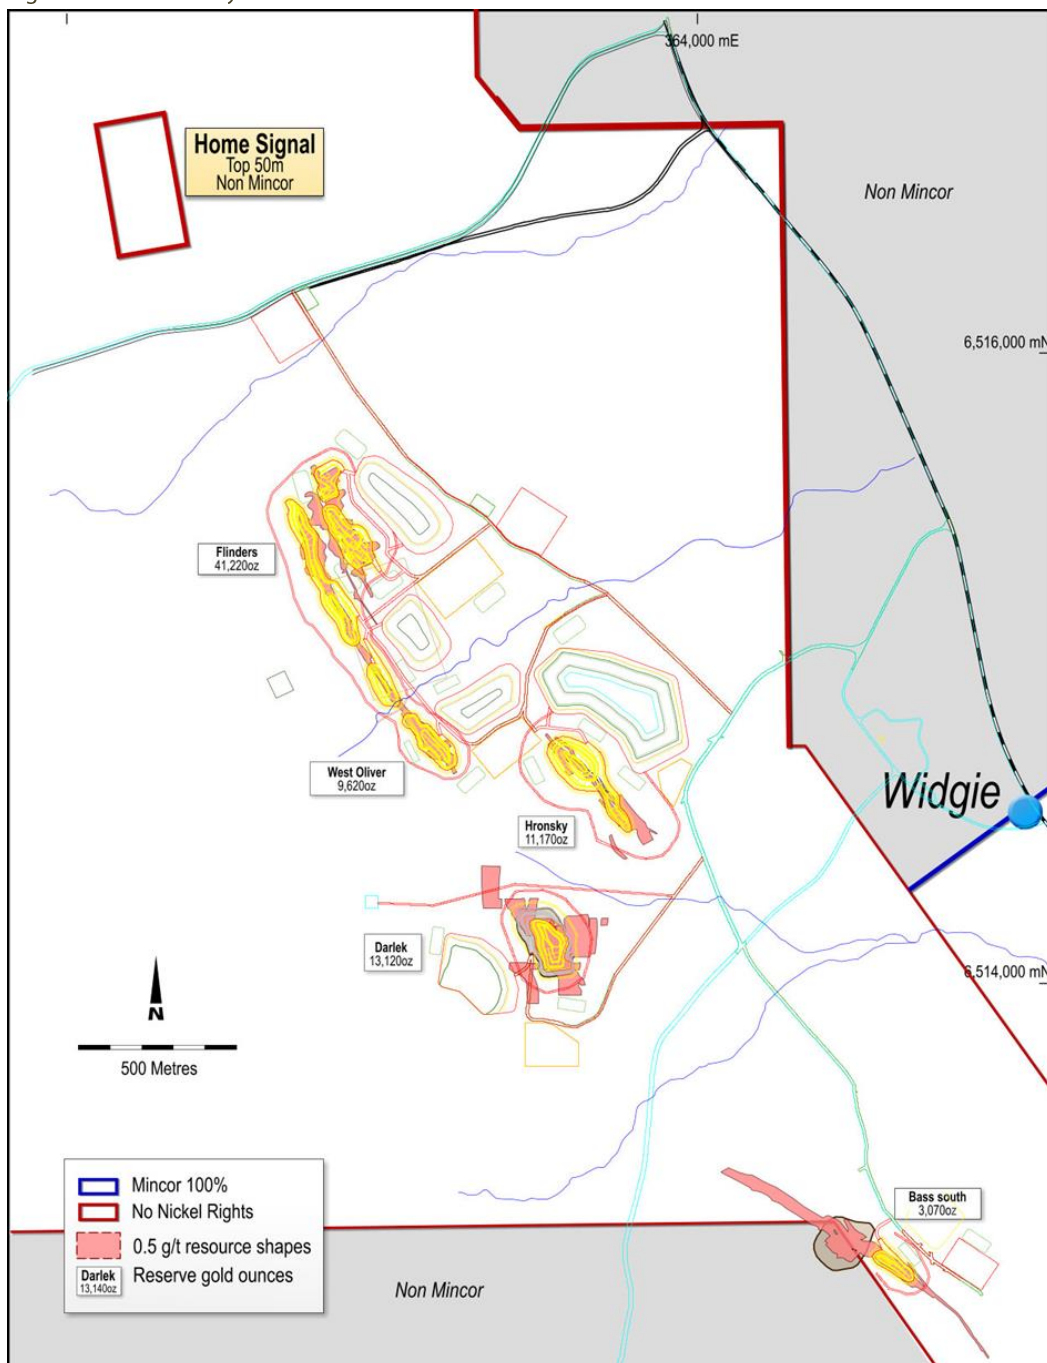 364,000 mE
Home Signal
Top 50m
Non Mincor
Non Mincor
6,516,000 mN
Flinders
41,220oz
West Oliver
9,620oz
Widgie
Hronsky
11,170oz
Darlek
13,120oz
6,514,000 mN
N
500 Metres
Mincor 100%
No Nickel Rights
0.5 g/t resource shapes
Darlek
13,140oz
Reserve gold ounces
Bass south
3,070oz
Non Mincor